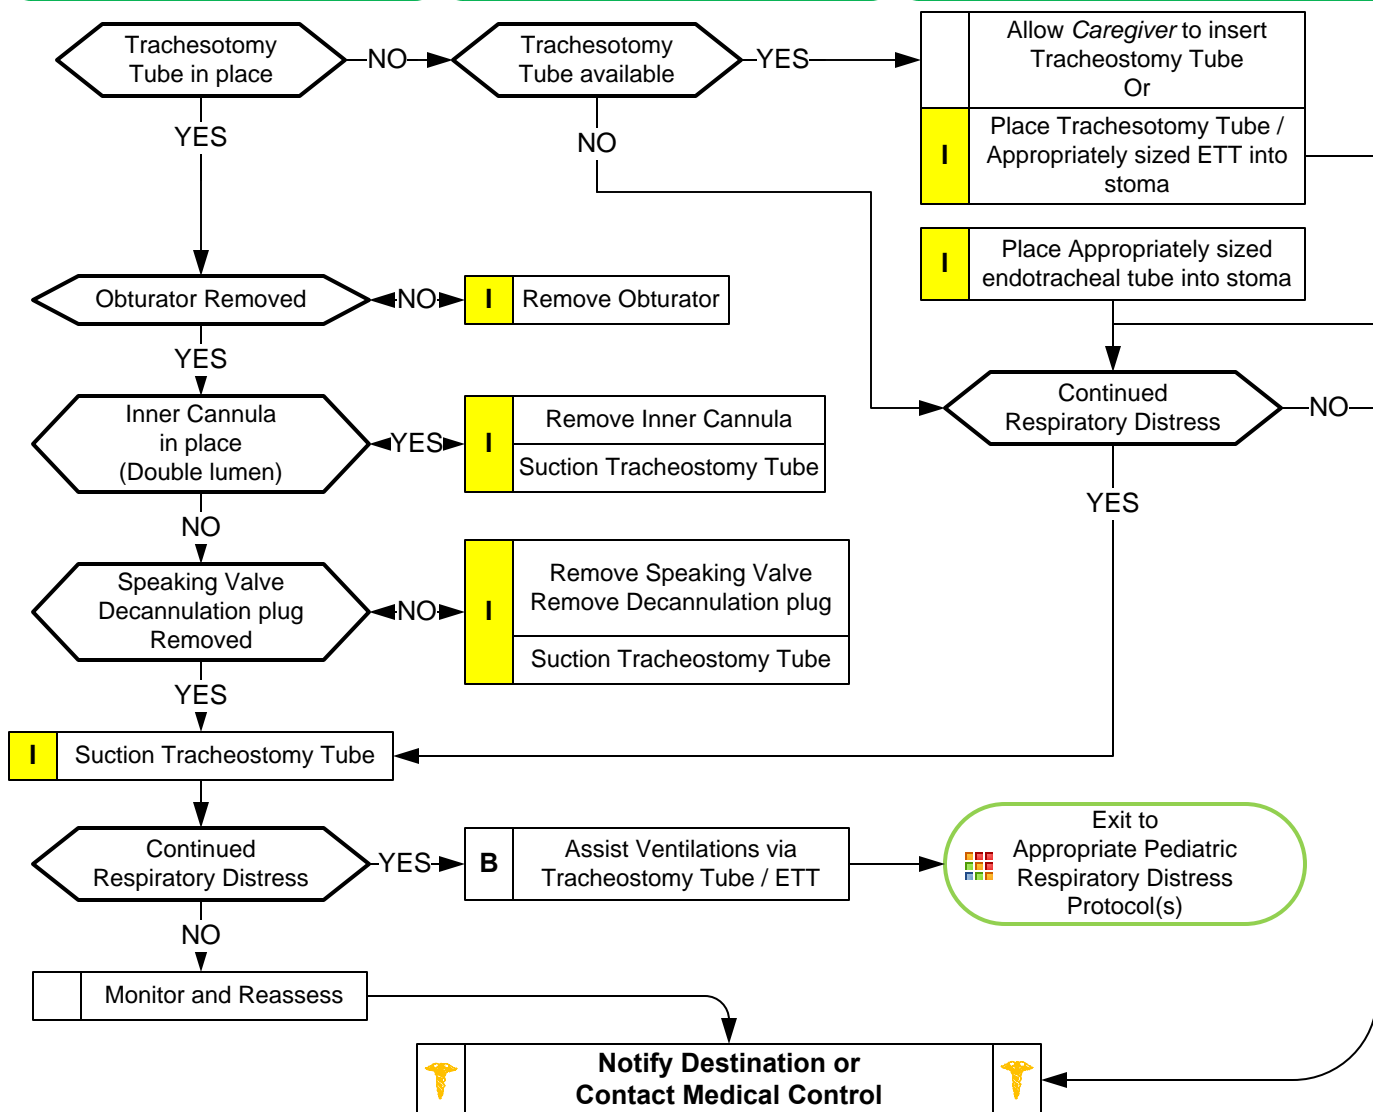 Trachesotomy
Tube in place
NO
Trachesotomy
Tube available
YES
Allow Caregiver to insert
Tracheostomy Tube
Or
I
Place Trachesotomy Tube /
Appropriately sized ETT into
stoma
YES
NO
I
Place Appropriately sized
endotracheal tube into stoma
Obturator Removed
NO
I
Remove Obturator
YES
Continued
Respiratory Distress
NO
Inner Cannula
in place
(Double lumen)
YES
I
Remove Inner Cannula
Suction Tracheostomy Tube
YES
NO
Speaking Valve
Decannulation plug
Removed
NO
I
Remove Speaking Valve
Remove Decannulation plug
Suction Tracheostomy Tube
YES
I
Suction Tracheostomy Tube
Continued
Respiratory Distress
YES
B
Assist Ventilations via
Tracheostomy Tube / ETT
Exit to
Appropriate Pediatric
Respiratory Distress
Protocol(s)
NO
Monitor and Reassess
Notify Destination or
Contact Medical Control